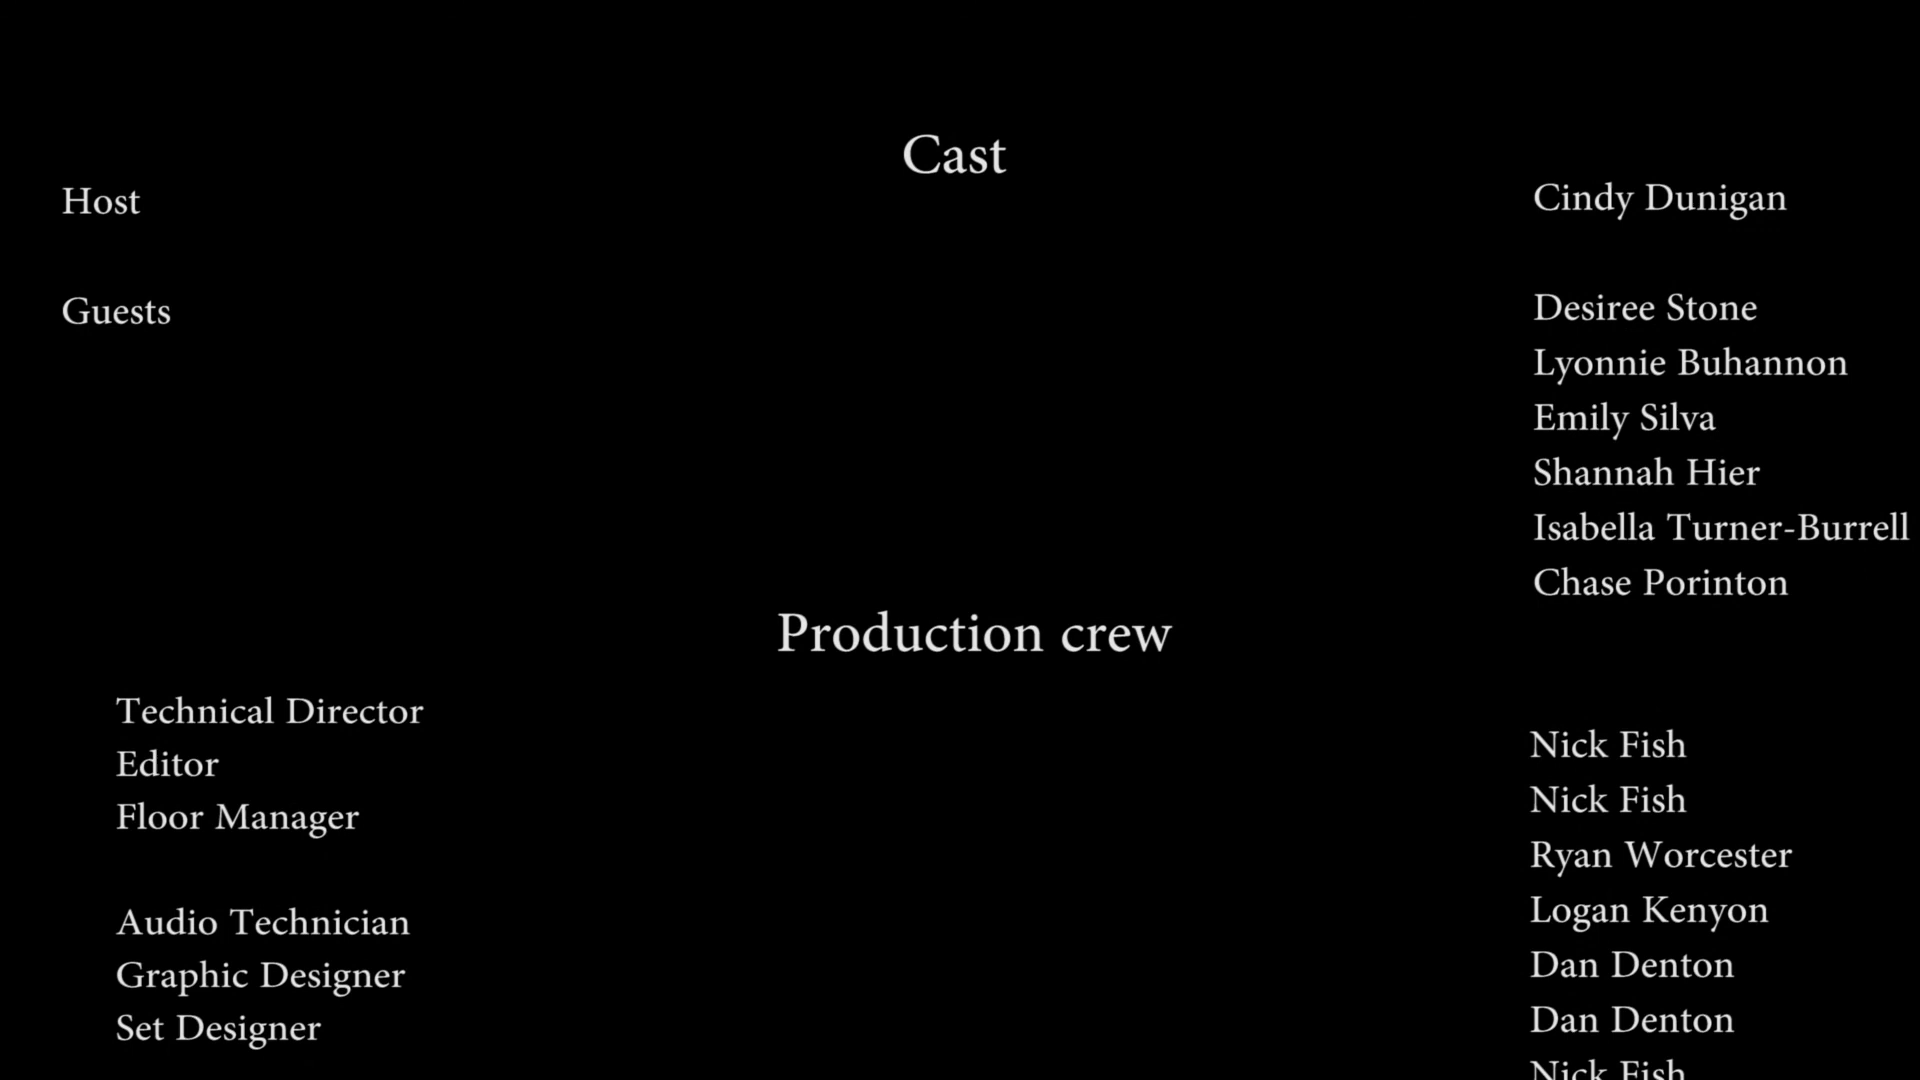 Cast
Host Cindy Dunigan
Guests Desiree Stone
Lyonnie Buhannon
Emily Silva
Shannah Hier
Isabella Turner-Burrell
Chase Porinton
Production crew
Technical Director
Nick Fish
Editor
Nick Fish
Floor Manager
Ryan Worcester
Logan Kenyon
Audio Technician
Dan Denton
Graphic Designer
Dan Denton
Set Designer
Nick Fish